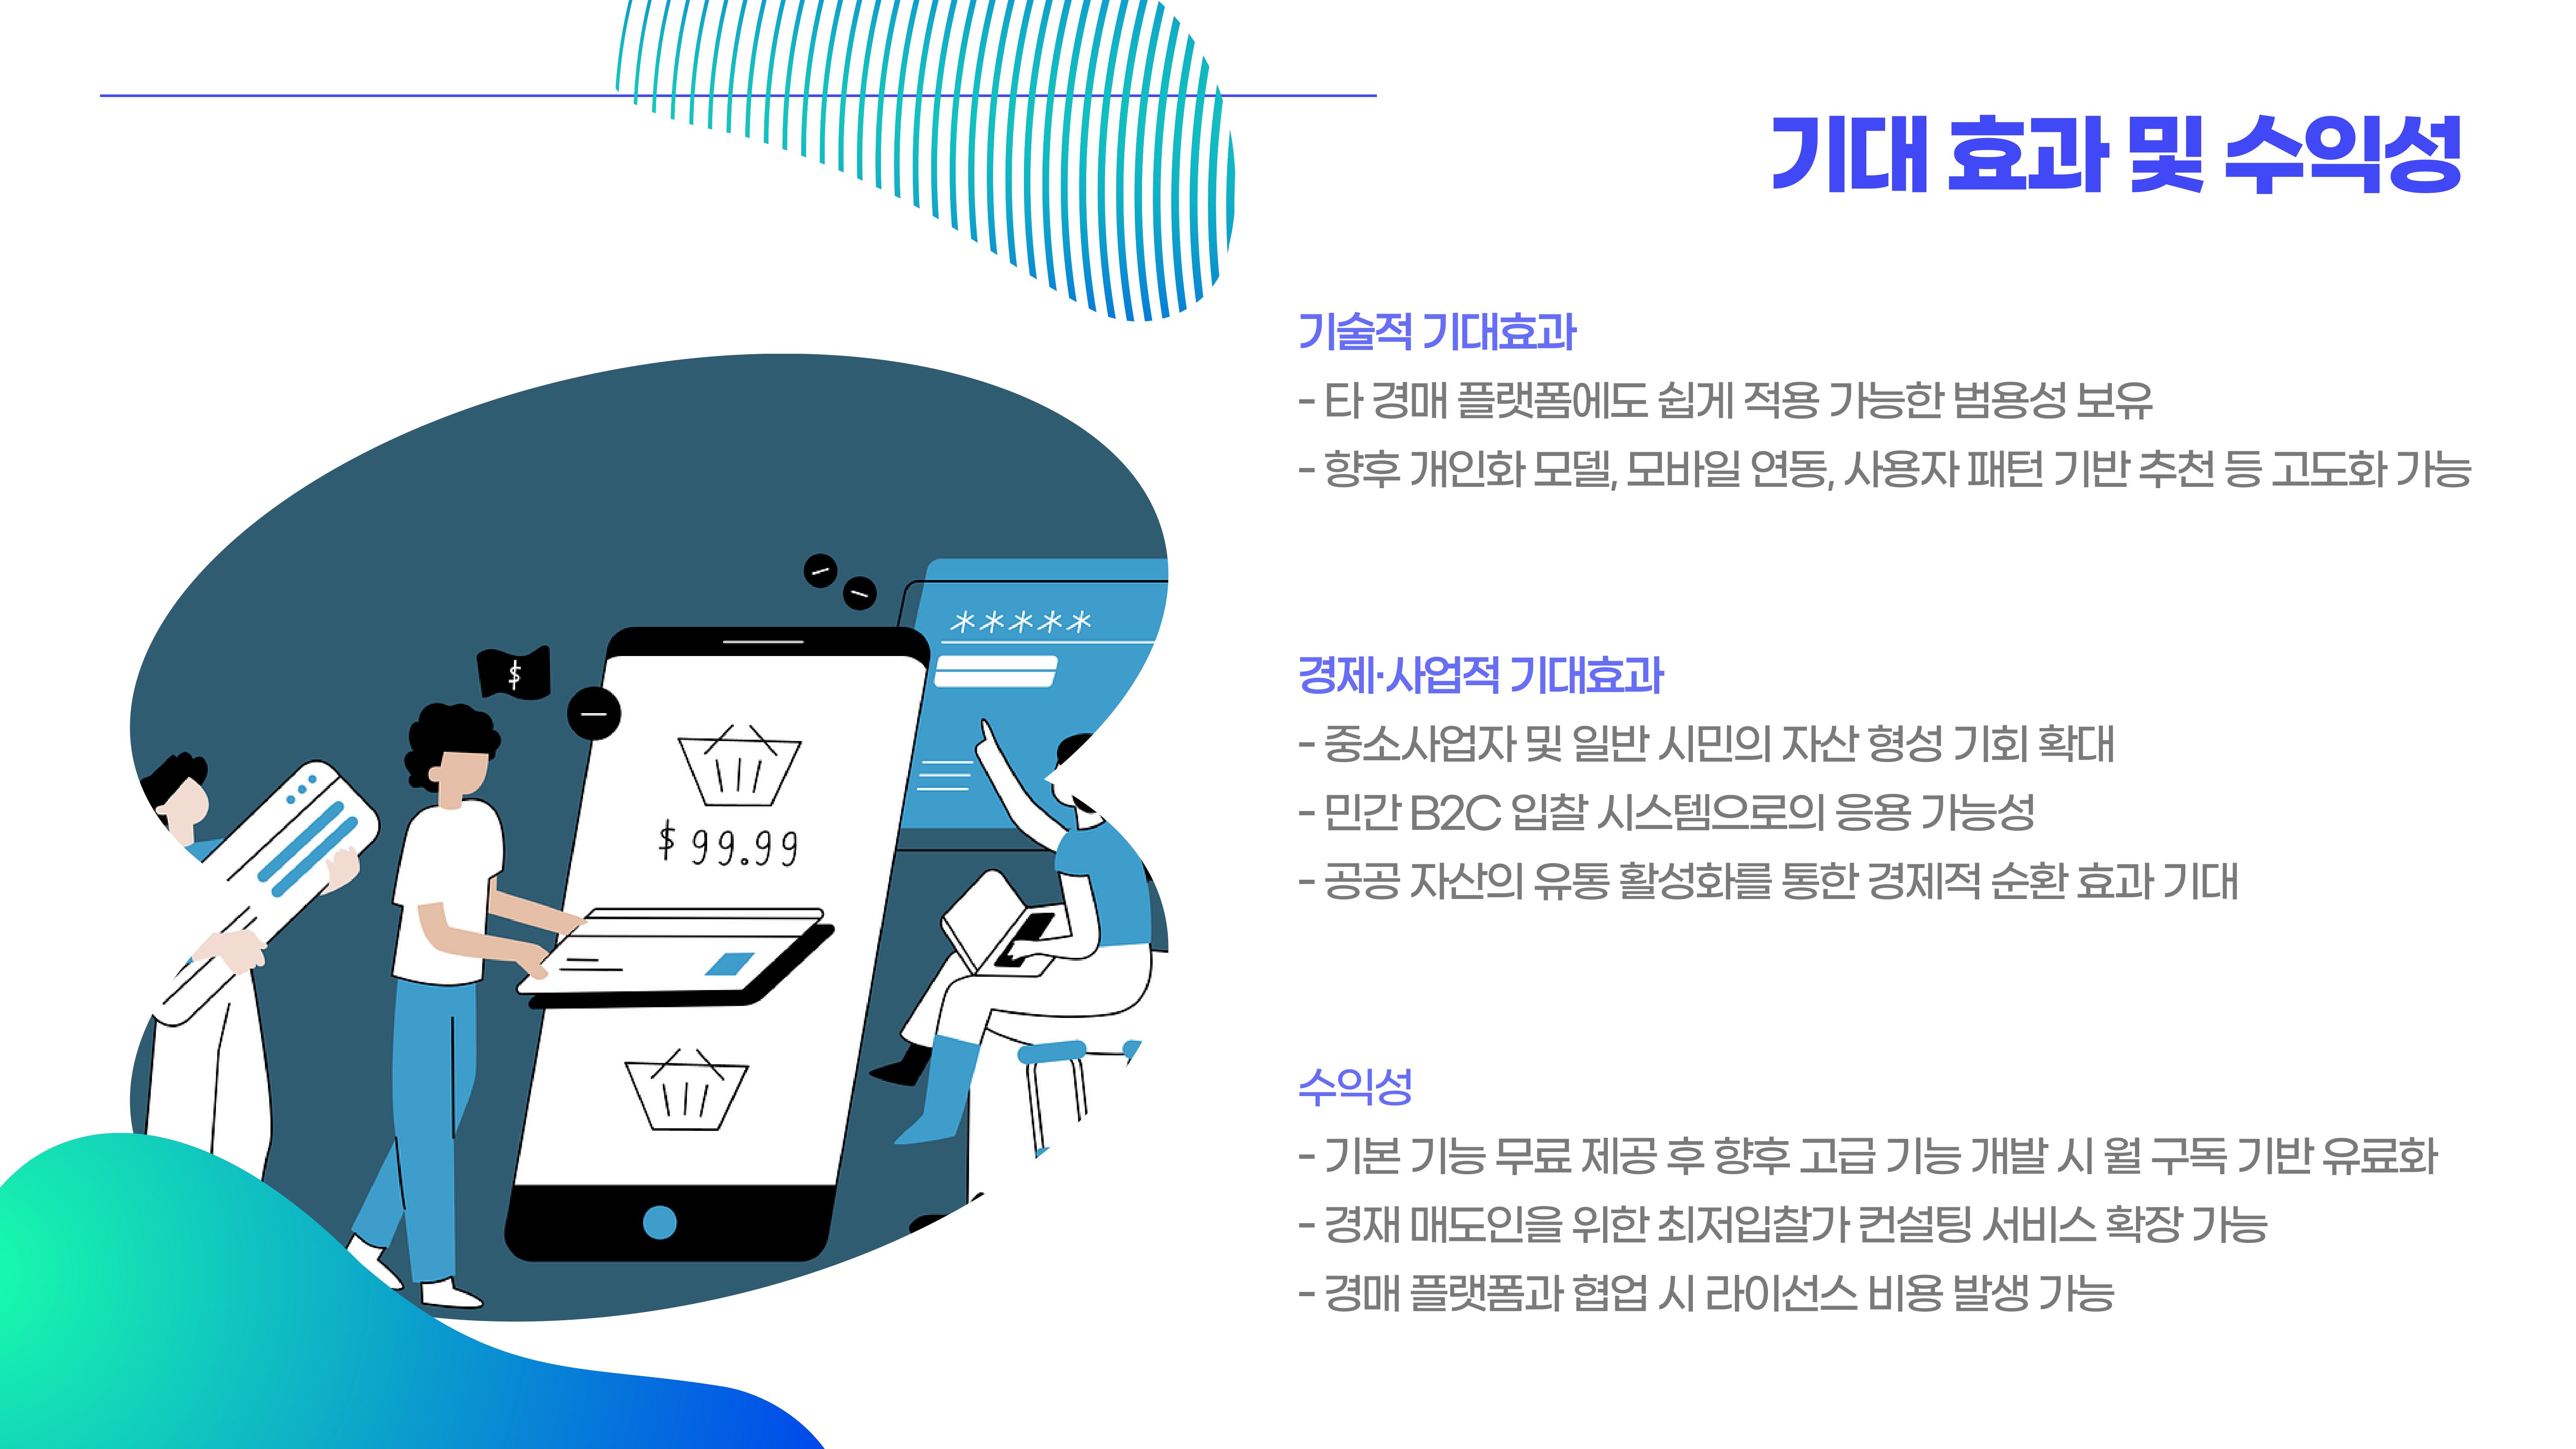 기대 효과 및 수익성
기술적 기대효과
- 타 경매 플랫폼에도 쉽게 적용 가능한 범용성 보유
- 향후 개인화 모델, 모바일 연동, 사용자 패턴 기반 추천 등 고도화 가능
경제·사업적 기대효과
- 중소사업자 및 일반 시민의 자산 형성 기회 확대
- 민간 B2C 입찰 시스템으로의 응용 가능성
- 공공 자산의 유통 활성화를 통한 경제적 순환 효과 기대
수익성
- 기본 기능 무료 제공 후 향후 고급 기능 개발 시 월 구독 기반 유료화
- 경재 매도인을 위한 최저입찰가 컨설팅 서비스 확장 가능
- 경매 플랫폼과 협업 시 라이선스 비용 발생 가능
*****
$
$ 99.99